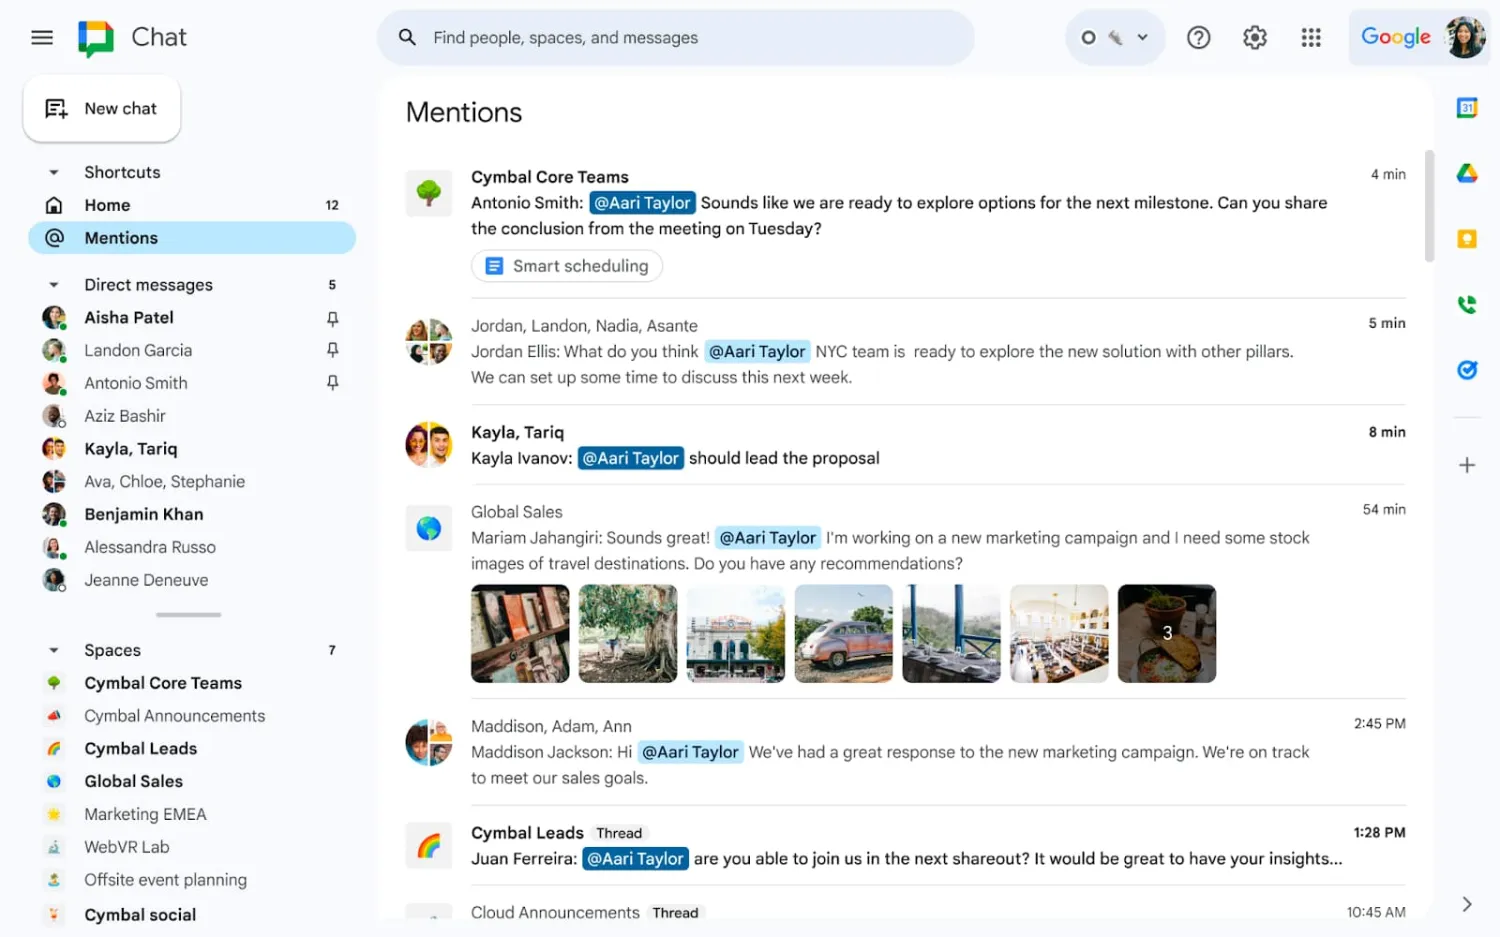 Chat
Find people, spaces, and messages
Google
New chat
Shortcuts
Home 12
Mentions
Direct messages 5
Aisha Patel
Landon Garcia
Antonio Smith
Aziz Bashir
Kayla, Tariq
Ava, Chloe, Stephanie
Benjamin Khan
Alessandra Russo
Jeanne Deneuve
Spaces 7
Cymbal Core Teams
Cymbal Announcements
Cymbal Leads
Global Sales
Marketing EMEA
WebVR Lab
Offsite event planning
Cymbal social
Mentions
Cymbal Core Teams 4 min
Antonio Smith: @Aari Taylor Sounds like we are ready to explore options for the next milestone. Can you share
the conclusion from the meeting on Tuesday?
Smart scheduling
Jordan, Landon, Nadia, Asante 5 min
Jordan Ellis: What do you think @Aari Taylor NYC team is ready to explore the new solution with other pillars.
We can set up some time to discuss this next week.
Kayla, Tariq 8 min
Kayla Ivanov: @Aari Taylor should lead the proposal
Global Sales 54 min
Mariam Jahangiri: Sounds great! @Aari Taylor I'm working on a new marketing campaign and I need some stock
images of travel destinations. Do you have any recommendations?
3
Maddison, Adam, Ann 2:45 PM
Maddison Jackson: Hi @Aari Taylor We've had a great response to the new marketing campaign. We're on track
to meet our sales goals.
Cymbal Leads Thread 1:28 PM
Juan Ferreira: @Aari Taylor are you able to join us in the next shareout? It would be great to have your insights...
Cloud Announcements Thread 10:45 AM
31